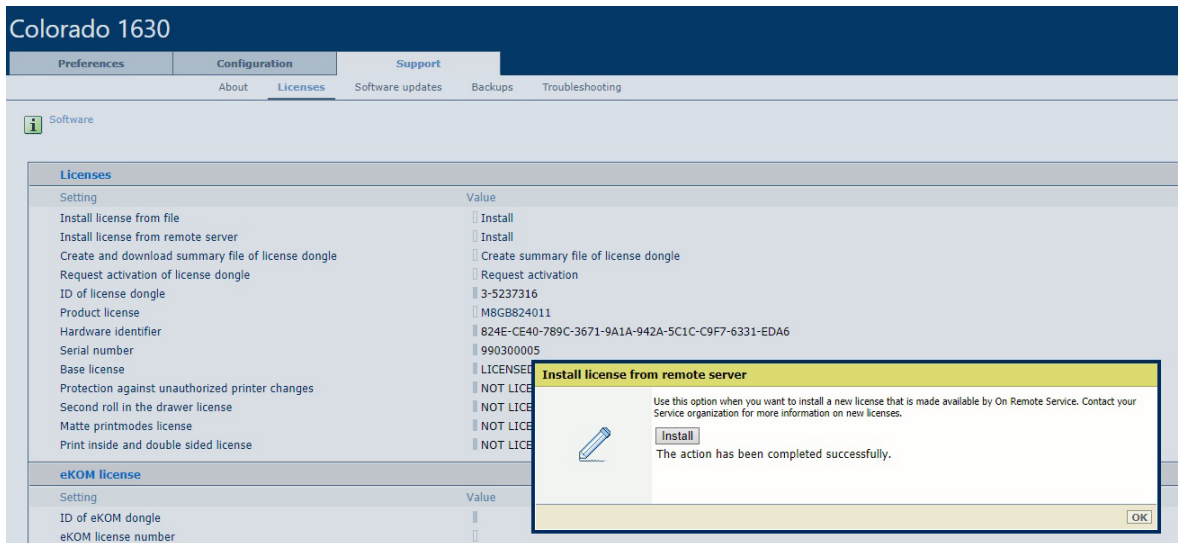 Colorado 1630
Preferences Configuration Support
About Licenses Software updates Backups Troubleshooting
i Software
Licenses
Setting Value
Install license from file Install
Install license from remote server Install
Create and download summary file of license dongle Create summary file of license dongle
Request activation of license dongle Request activation
ID of license dongle 3-5237316
Product license M8GB824011
Hardware identifier 824E-CE40-789C-3671-9A1A-942A-5C1C-C9F7-6331-EDA6
Serial number 990300005
Base license LICENSED
Protection against unauthorized printer changes NOT LICE
Second roll in the drawer license NOT LICE
Matte printmodes license NOT LICE
Print inside and double sided license NOT LICE
eKOM license
Setting Value
ID of eKOM dongle
eKOM license number
Install license from remote server
Use this option when you want to install a new license that is made available by On Remote Service. Contact your
Service organization for more information on new licenses.
Install
The action has been completed successfully.
OK